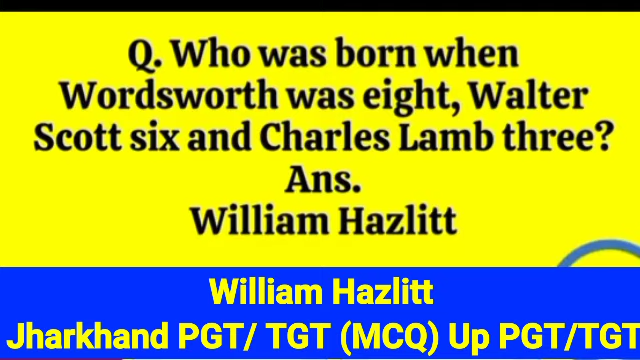 Q. Who was born when
Wordsworth was eight, Walter
Scott six and Charles Lamb three?
Ans.
William Hazlitt
William Hazlitt
Jharkhand PGT/ TGT (MCQ) Up PGT/TGT